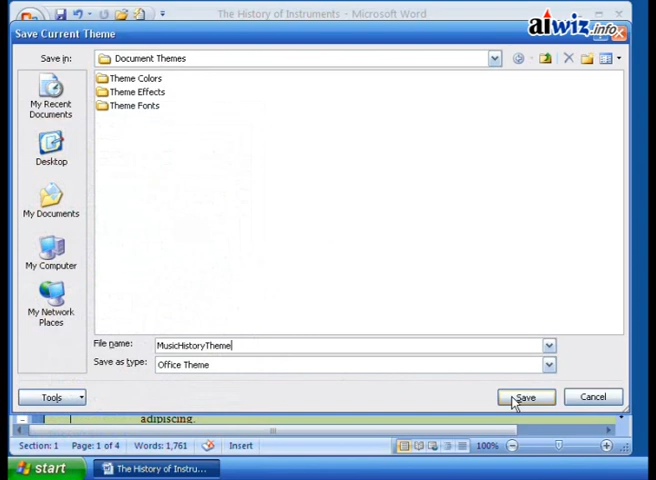 The History of Instruments - Microsoft Word
aiwiz.info
Save Current Theme
Save in:
Document Themes
Theme Colors
Theme Effects
Theme Fonts
My Recent
Documents
Desktop
My Documents
My Computer
My Network
Places
File name:
MusicHistoryTheme
Save as type:
Office Theme
Tools
Save
Cancel
adipiscing.
Section: 1
Page: 1 of 4
Words: 1,761
Insert
100%
start
The History of Instru...